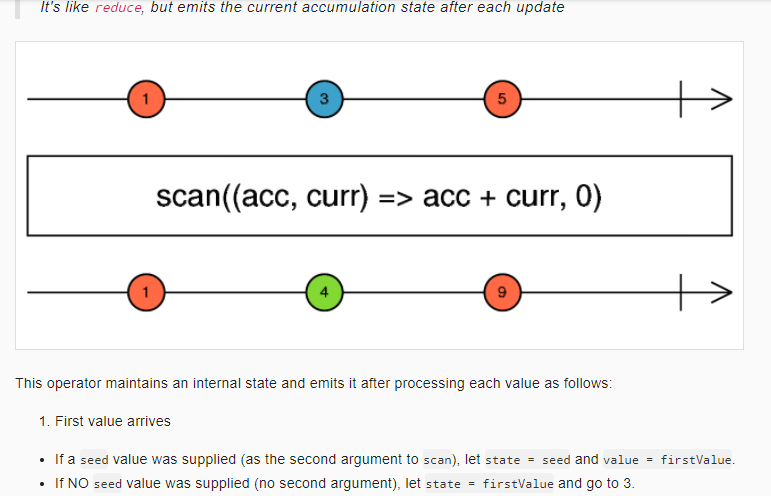 It's like reduce, but emits the current accumulation state after each update
1 3 5
scan((acc, curr) => acc + curr, 0)
1 4 9
This operator maintains an internal state and emits it after processing each value as follows:
1. First value arrives
• If a seed value was supplied (as the second argument to scan), let state = seed and value = firstValue.
• If NO seed value was supplied (no second argument), let state = firstValue and go to 3.